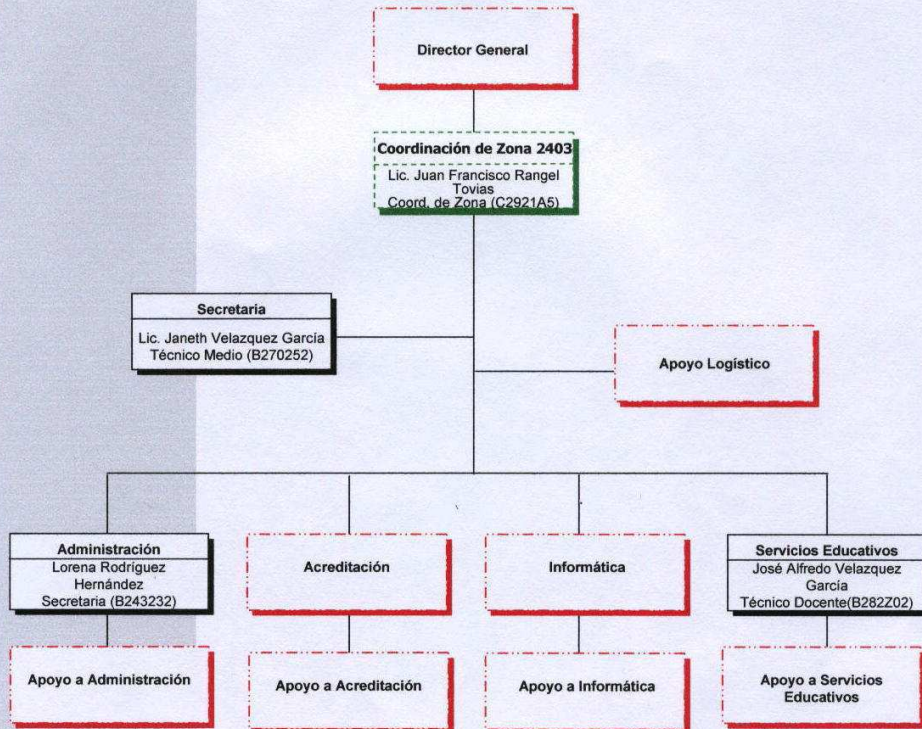 Director General
Coordinación de Zona 2403
Lic. Juan Francisco Rangel
Tovias
Coord. de Zona (C2921A5)
Secretaria
Lic. Janeth Velazquez García
Técnico Medio (B270252)
Apoyo Logístico
Administración
Lorena Rodríguez
Hernández
Secretaria (B243232)
Acreditación
Informática
Servicios Educativos
José Alfredo Velazquez
García
Técnico Docente(B282Z02)
Apoyo a Administración
Apoyo a Acreditación
Apoyo a Informática
Apoyo a Servicios
Educativos